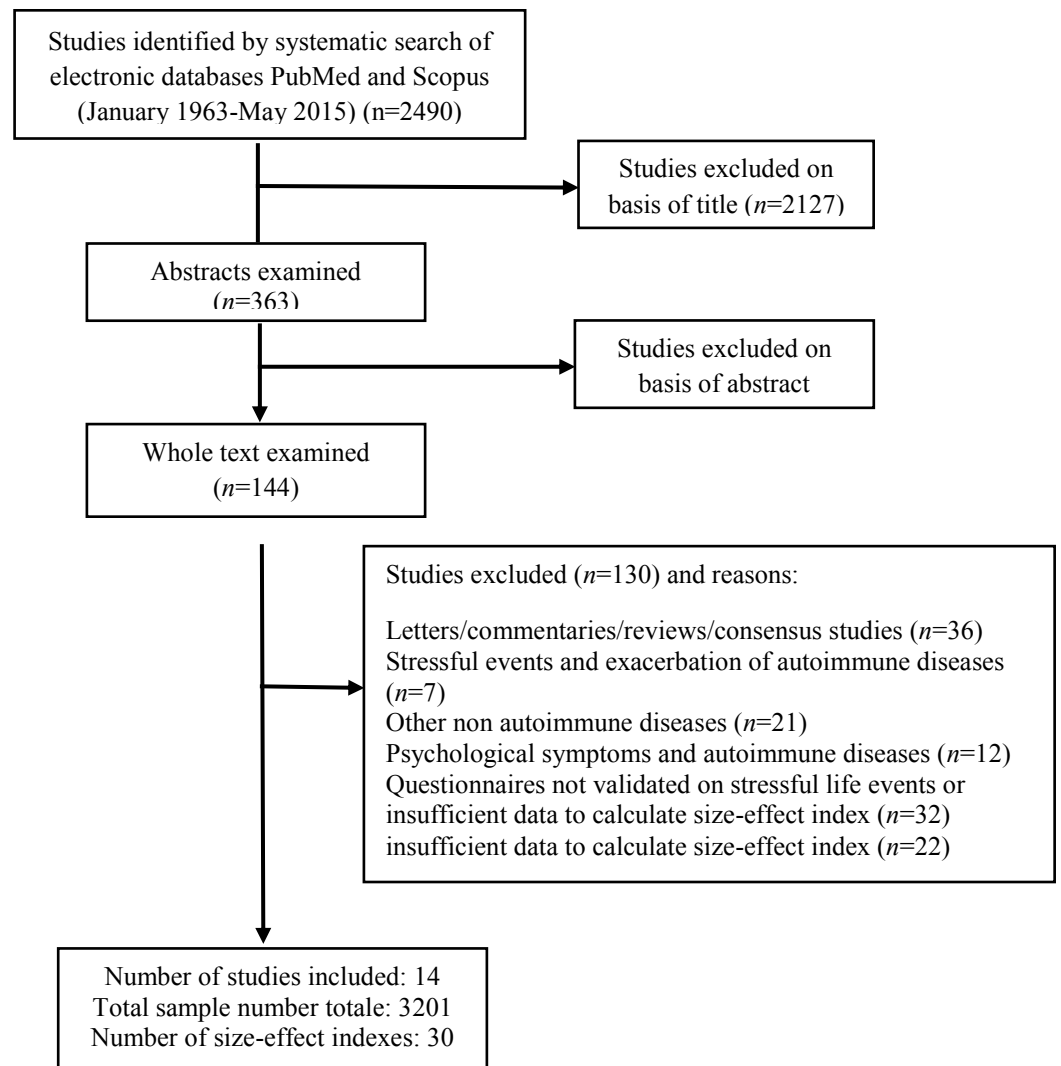 Studies identified by systematic search of
electronic databases PubMed and Scopus
(January 1963-May 2015) (n=2490)
Studies excluded on
basis of title (n=2127)
Abstracts examined
(n=363)
Studies excluded on
basis of abstract
Whole text examined
(n=144)
Studies excluded (n=130) and reasons:
Letters/commentaries/reviews/consensus studies (n=36)
Stressful events and exacerbation of autoimmune diseases
(n=7)
Other non autoimmune diseases (n=21)
Psychological symptoms and autoimmune diseases (n=12)
Questionnaires not validated on stressful life events or
insufficient data to calculate size-effect index (n=32)
insufficient data to calculate size-effect index (n=22)
Number of studies included: 14
Total sample number totale: 3201
Number of size-effect indexes: 30